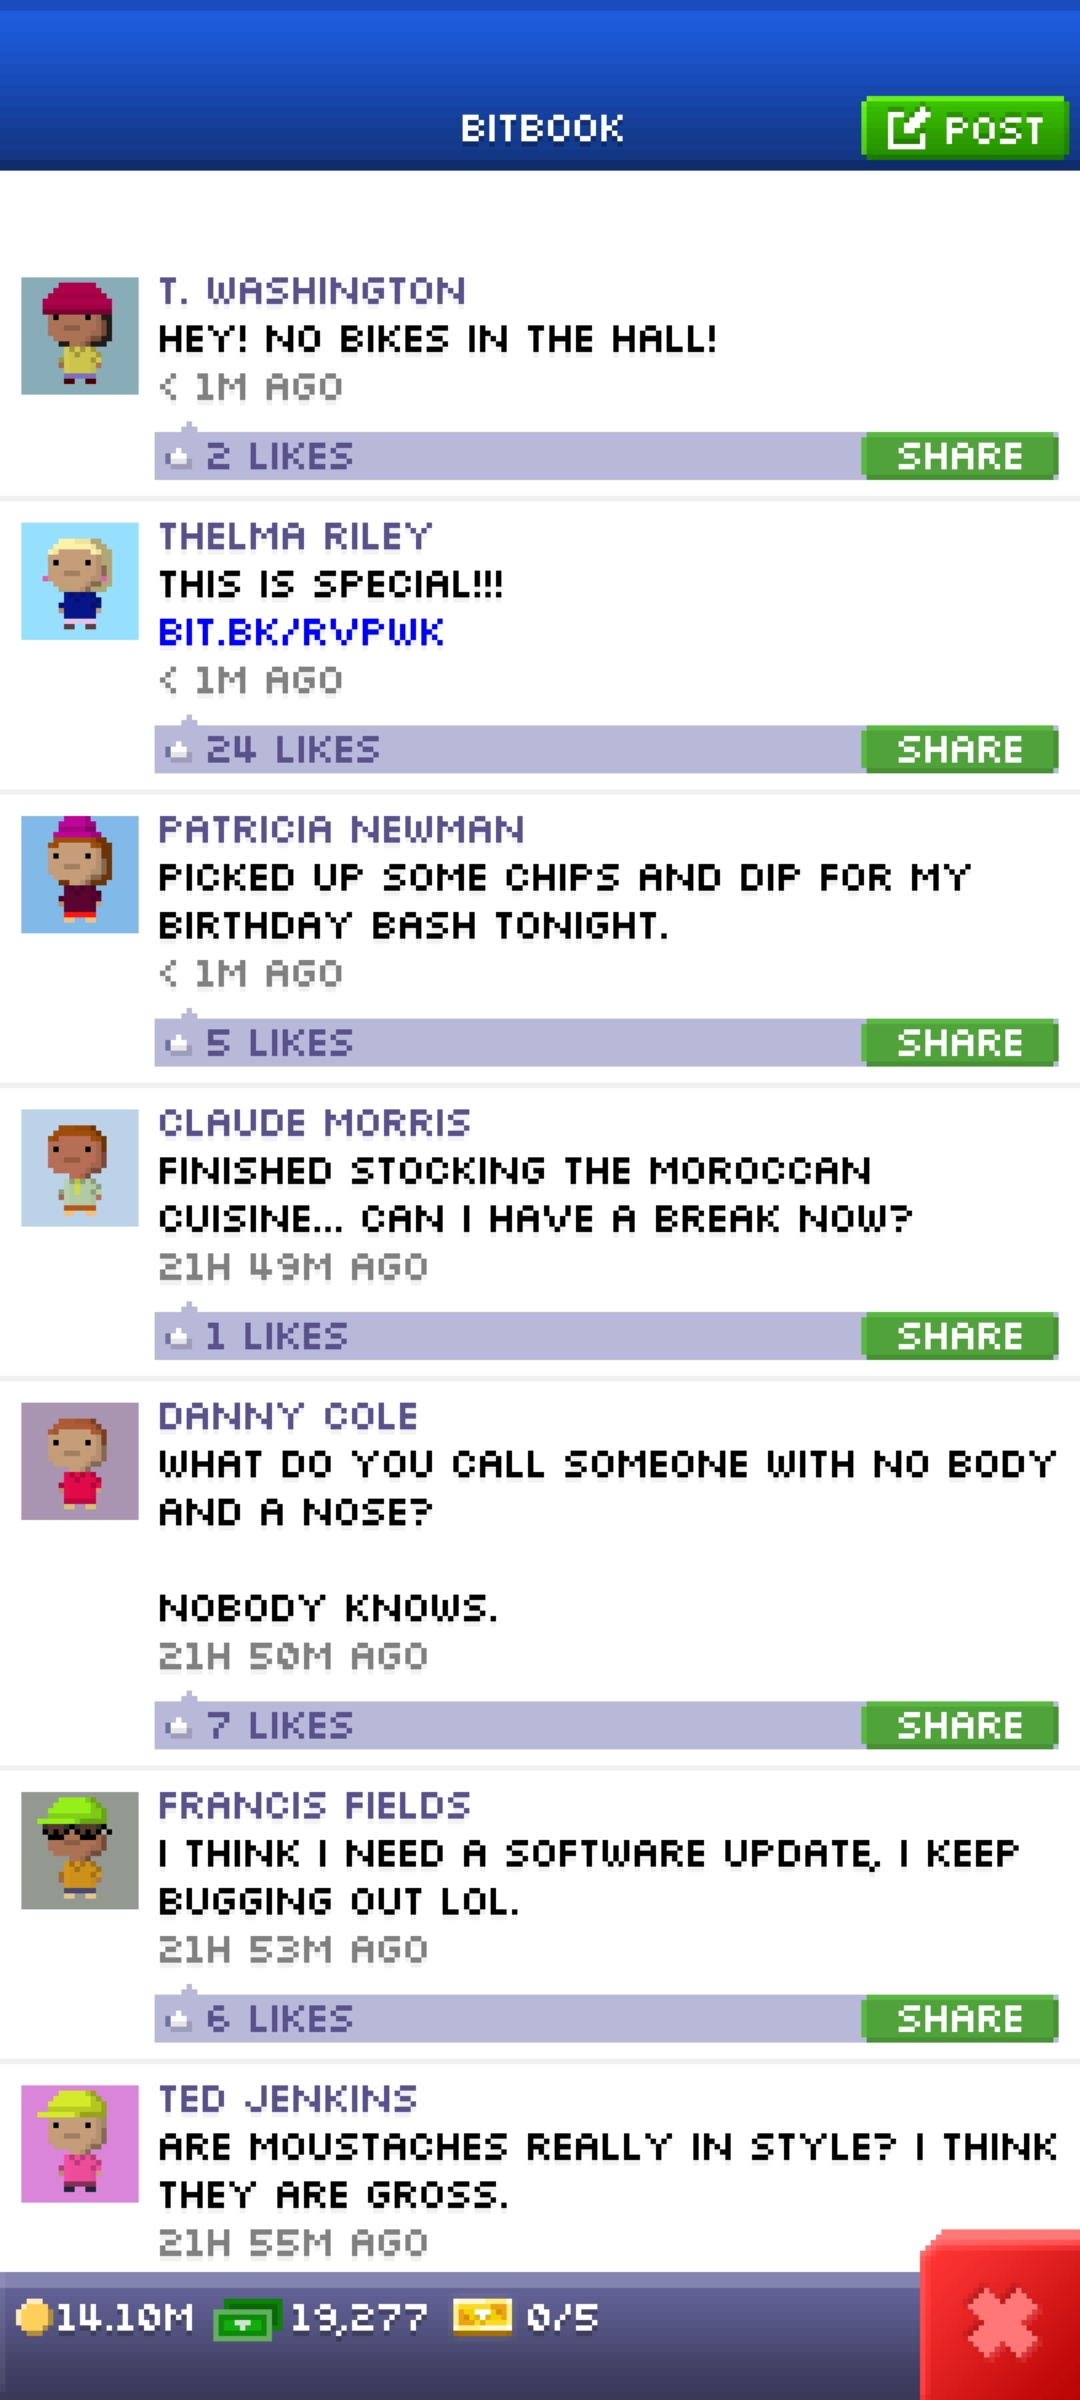 BITBOOK
POST
T. WASHINGTON
HEY! NO BIKES IN THE HALL!
< 1M AGO
2 LIKES
SHARE
THELMA RILEY
THIS IS SPECIAL!!!
BIT.BK/RVPWK
< 1M AGO
24 LIKES
SHARE
PATRICIA NEWMAN
PICKED UP SOME CHIPS AND DIP FOR MY
BIRTHDAY BASH TONIGHT.
< 1M AGO
5 LIKES
SHARE
CLAUDE MORRIS
FINISHED STOCKING THE MOROCCAN
CUISINE... CAN I HAVE A BREAK NOW?
21H 49M AGO
1 LIKES
SHARE
DANNY COLE
WHAT DO YOU CALL SOMEONE WITH NO BODY
AND A NOSE?
NOBODY KNOWS.
21H 50M AGO
7 LIKES
SHARE
FRANCIS FIELDS
I THINK I NEED A SOFTWARE UPDATE, I KEEP
BUGGING OUT LOL.
21H 53M AGO
6 LIKES
SHARE
TED JENKINS
ARE MOUSTACHES REALLY IN STYLE? I THINK
THEY ARE GROSS.
21H 55M AGO
14.10M 19,277 0/5